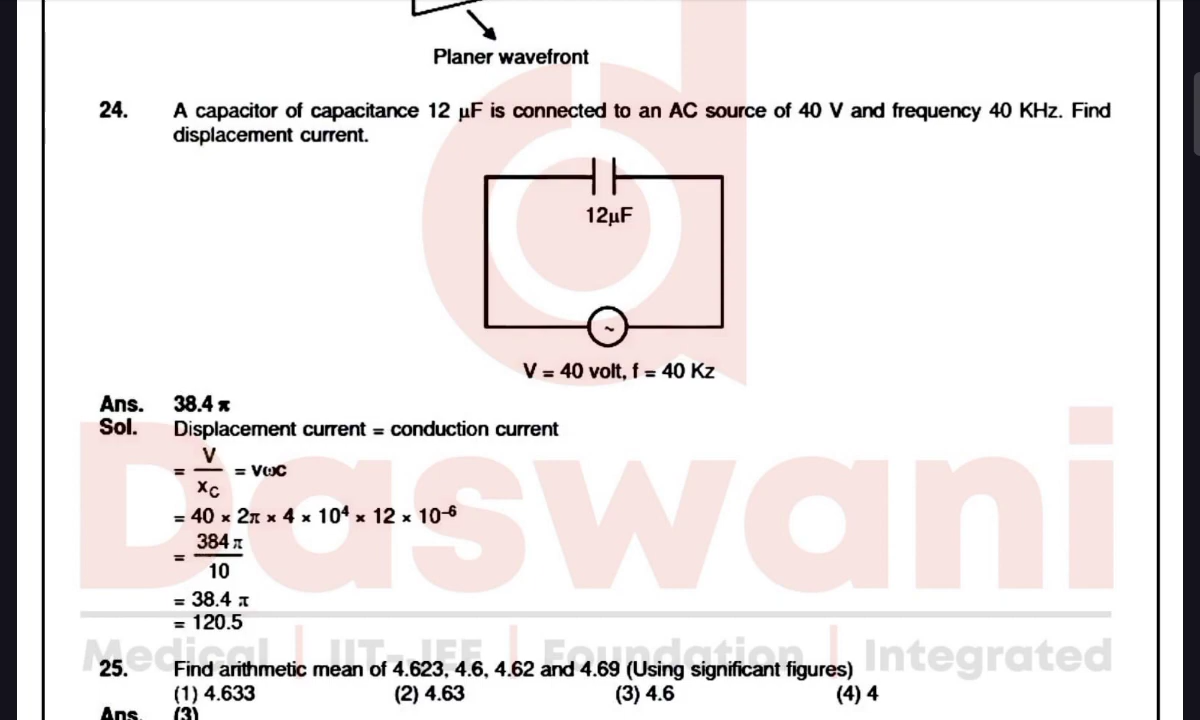 Planer wavefront
24. A capacitor of capacitance 12 μF is connected to an AC source of 40 V and frequency 40 KHz. Find
displacement current.
12μF
~
V = 40 volt, f = 40 Kz
Ans. 38.4 π
Sol. Displacement current = conduction current
= V/x_C = VωC
= 40 × 2π × 4 × 10⁴ × 12 × 10⁻⁶
= 384 π/10
= 38.4 π
= 120.5
Daswani
Medical | IIT-JEE | Foundation | Integrated
25. Find arithmetic mean of 4.623, 4.6, 4.62 and 4.69 (Using significant figures)
(1) 4.633 (2) 4.63 (3) 4.6 (4) 4
Ans. (3)